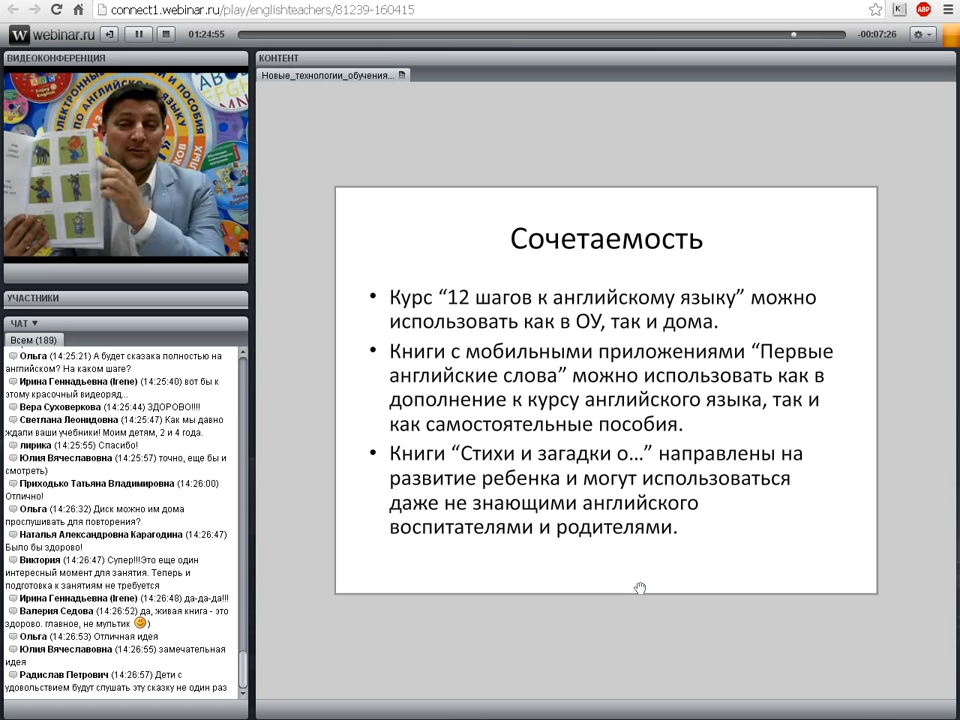 connect1.webinar.ru/play/englishteachers/81239-160415
K
ABP
W webinar.ru
01:24:55
-00:07:26
ВИДЕОКОНФЕРЕНЦИЯ
КОНТЕНТ
Новые_технологии_обучения...
УЧАСТНИКИ
ЧАТ
Всем (189)
Ольга (14:25:21) А будет сказака полностью на
английском? На каком шаге?
Ирина Геннадьевна (Irene) (14:25:40) вот бы к
этому красочный видеоряд...
Вера Суховеркова (14:25:44) ЗДОРОВО!!!!
Светлана Леонидовна (14:25:47) Как мы давно
ждали ваши учебники! Моим детям, 2 и 4 года.
лирика (14:25:55) Спасибо!
Юлия Вячеславовна (14:25:57) точно, еще бы и
смотреть)
Приходько Татьяна Владимировна (14:26:00)
Отлично!
Ольга (14:26:32) Диск можно им дома
прослушивать для повторения?
Наталья Александровна Карагодина (14:26:47)
Было бы здорово!
Виктория (14:26:47) Супер!!!Это еще один
интересный момент для занятия. Теперь и
подготовка к занятиям не требуется
Ирина Геннадьевна (Irene) (14:26:48) да-да-да!!!
Валерия Седова (14:26:52) да, живая книга - это
здорово. главное, не мультик )
Ольга (14:26:53) Отличная идея
Юлия Вячеславовна (14:26:55) замечательная
идея
Радислав Петрович (14:26:57) Дети с
удовольствием будут слушать эту сказку не один раз
Сочетаемость
• Курс “12 шагов к английскому языку” можно
использовать как в ОУ, так и дома.
• Книги с мобильными приложениями “Первые
английские слова” можно использовать как в
дополнение к курсу английского языка, так и
как самостоятельные пособия.
• Книги “Стихи и загадки о...” направлены на
развитие ребенка и могут использоваться
даже не знающими английского
воспитателями и родителями.